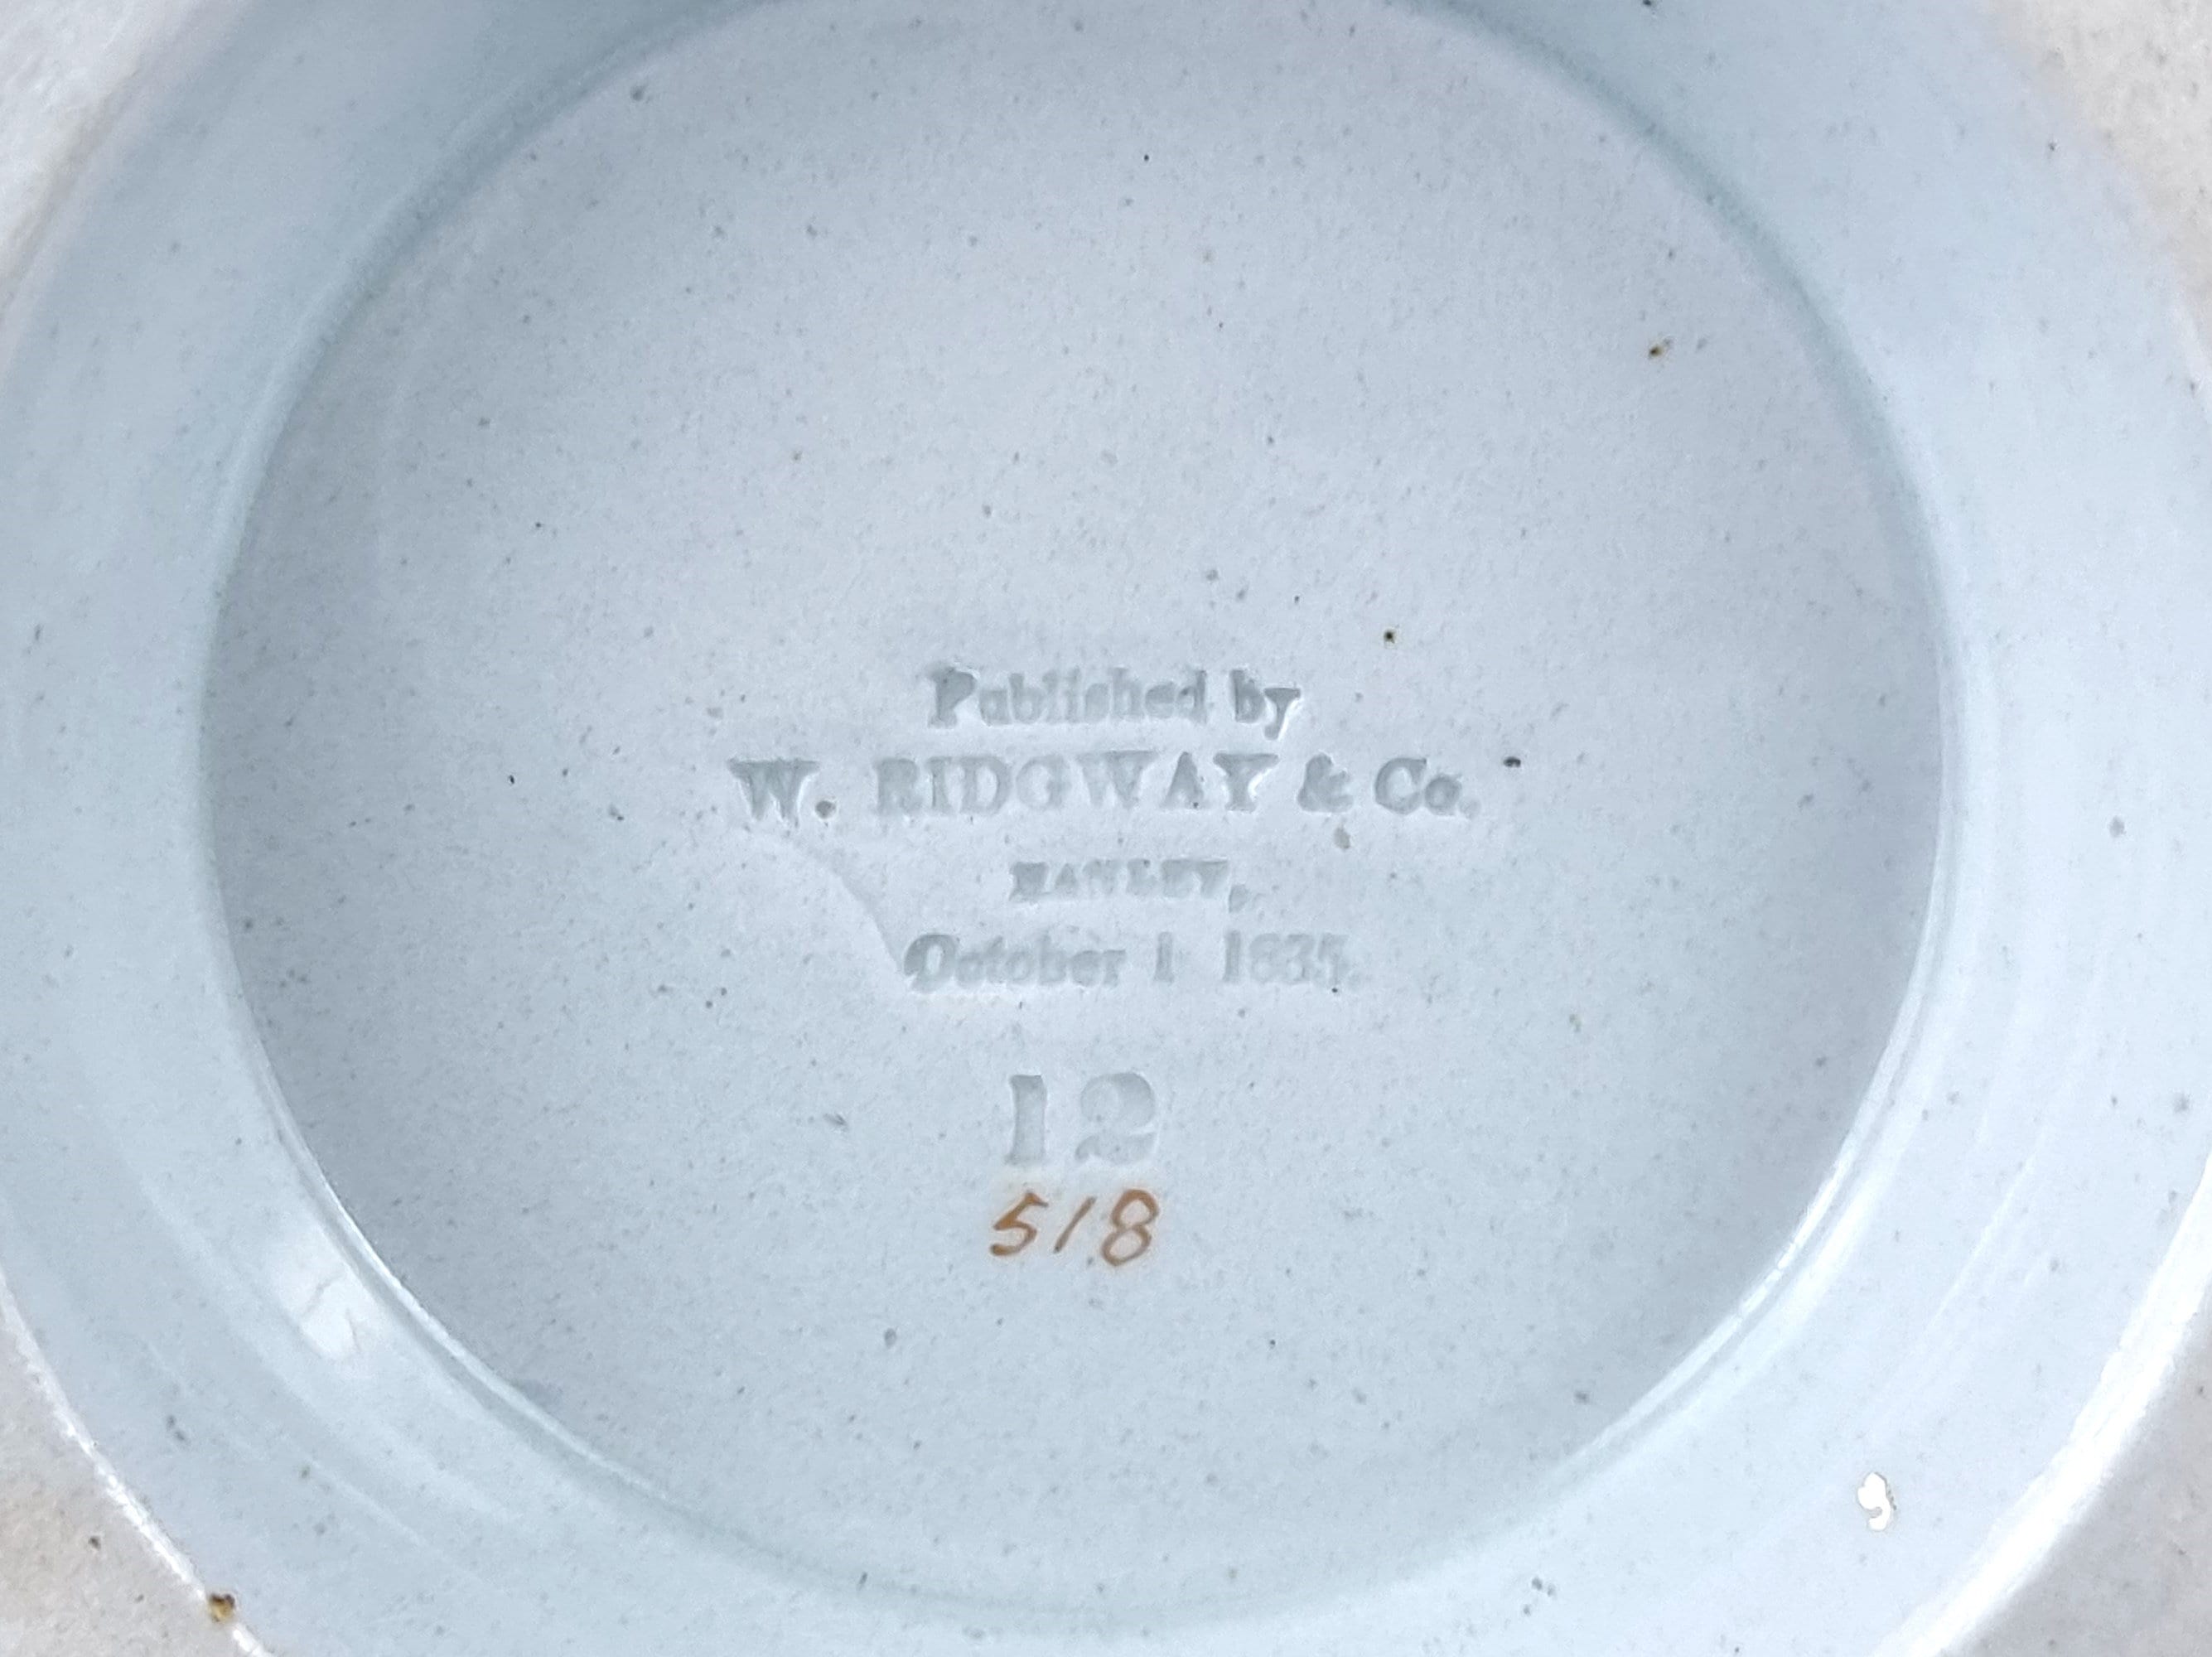 Published by
W. RIDGWAY & Co.
HANLEY,
October 1 1835.
12
518